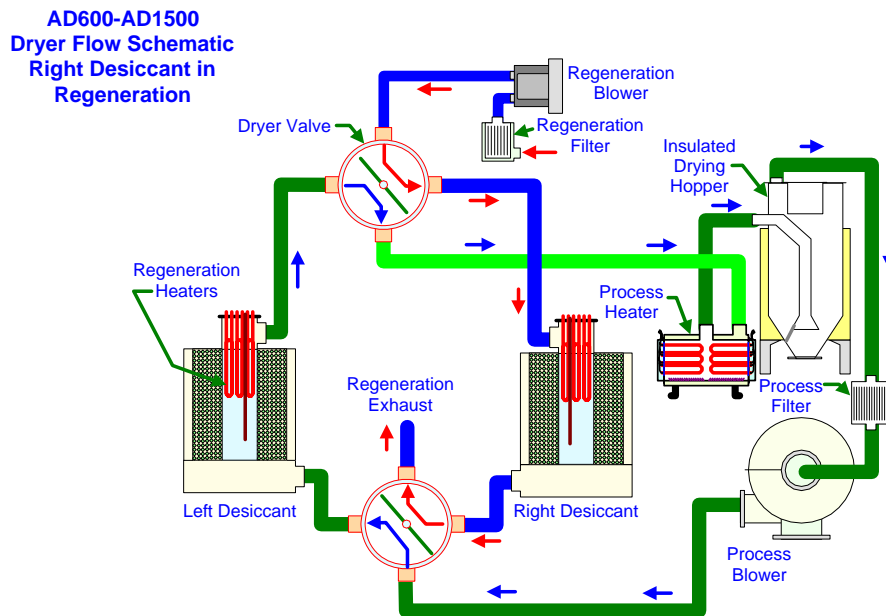 AD600-AD1500
Dryer Flow Schematic
Right Desiccant in
Regeneration
Regeneration
Blower
Dryer Valve
Regeneration
Filter
Insulated
Drying
Hopper
Regeneration
Heaters
Process
Heater
Regeneration
Exhaust
Process
Filter
Left Desiccant
Right Desiccant
Process
Blower